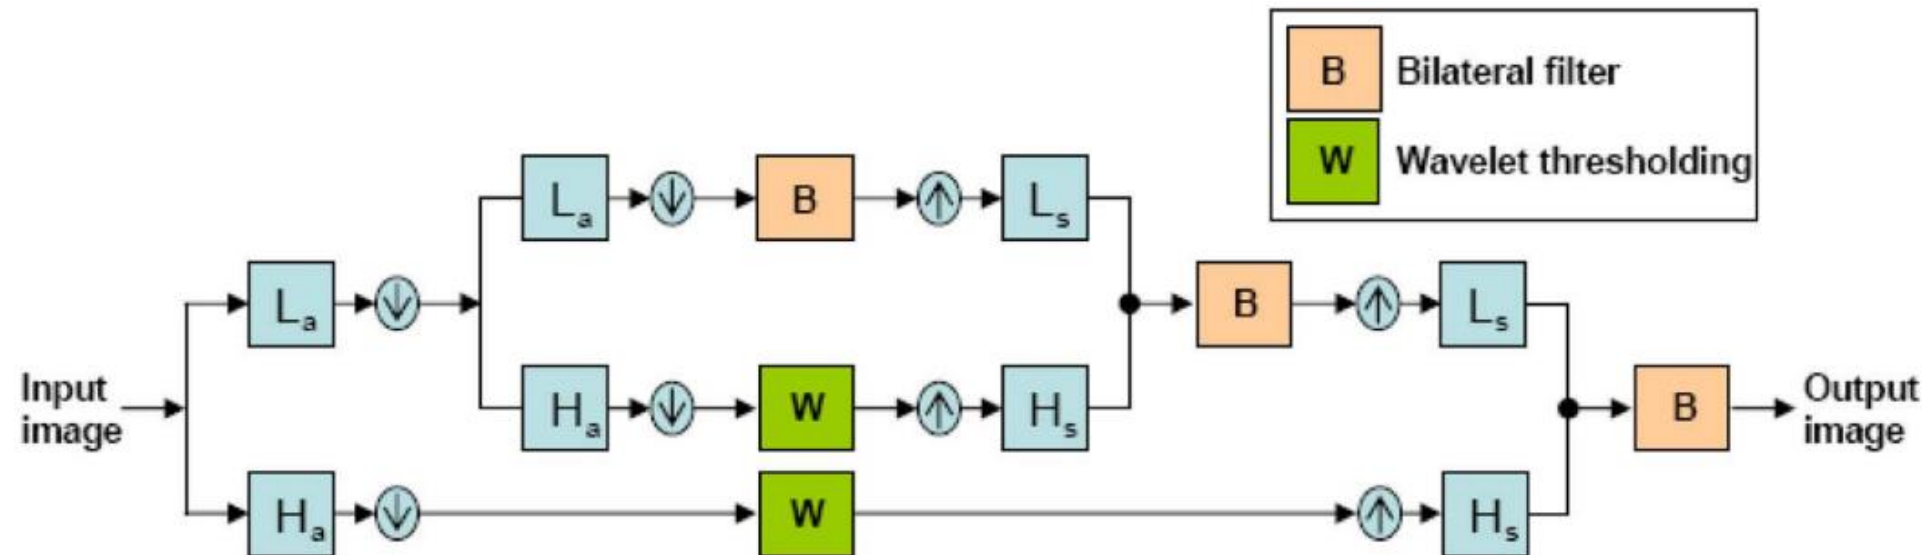 B Bilateral filter
W Wavelet thresholding
La B Ls
La B Ls
Input
image
Ha W Hs
B Output
image
Ha W Hs